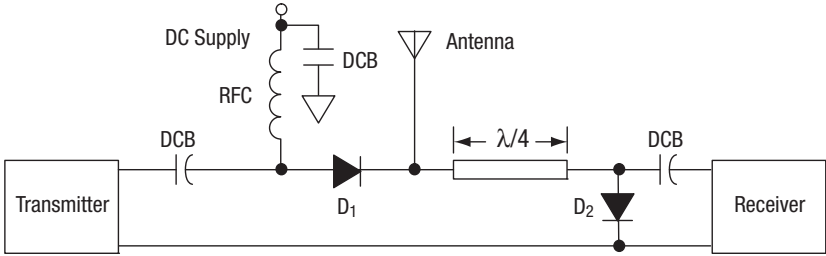 DC Supply
DCB
Antenna
RFC
DCB
λ/4
DCB
Transmitter
D₁
D₂
Receiver